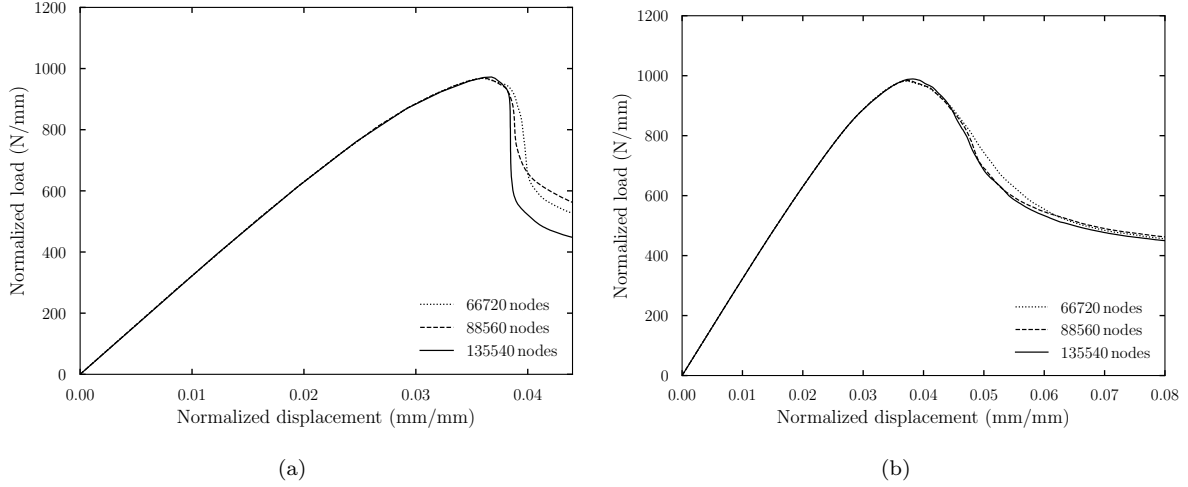 1200
1000
800
600
400
200
0
Normalized load (N/mm)
66720 nodes
88560 nodes
135540 nodes
0.00 0.01 0.02 0.03 0.04
Normalized displacement (mm/mm)
(a)
1200
1000
800
600
400
200
0
Normalized load (N/mm)
66720 nodes
88560 nodes
135540 nodes
0.00 0.01 0.02 0.03 0.04 0.05 0.06 0.07 0.08
Normalized displacement (mm/mm)
(b)